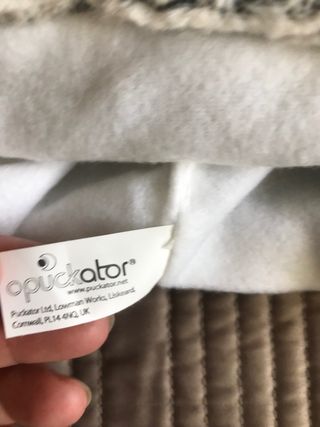 puckator®
www.puckator.net
Puckator Ltd, Lowman Works, Liskeard,
Cornwall, PL14 4NQ, UK